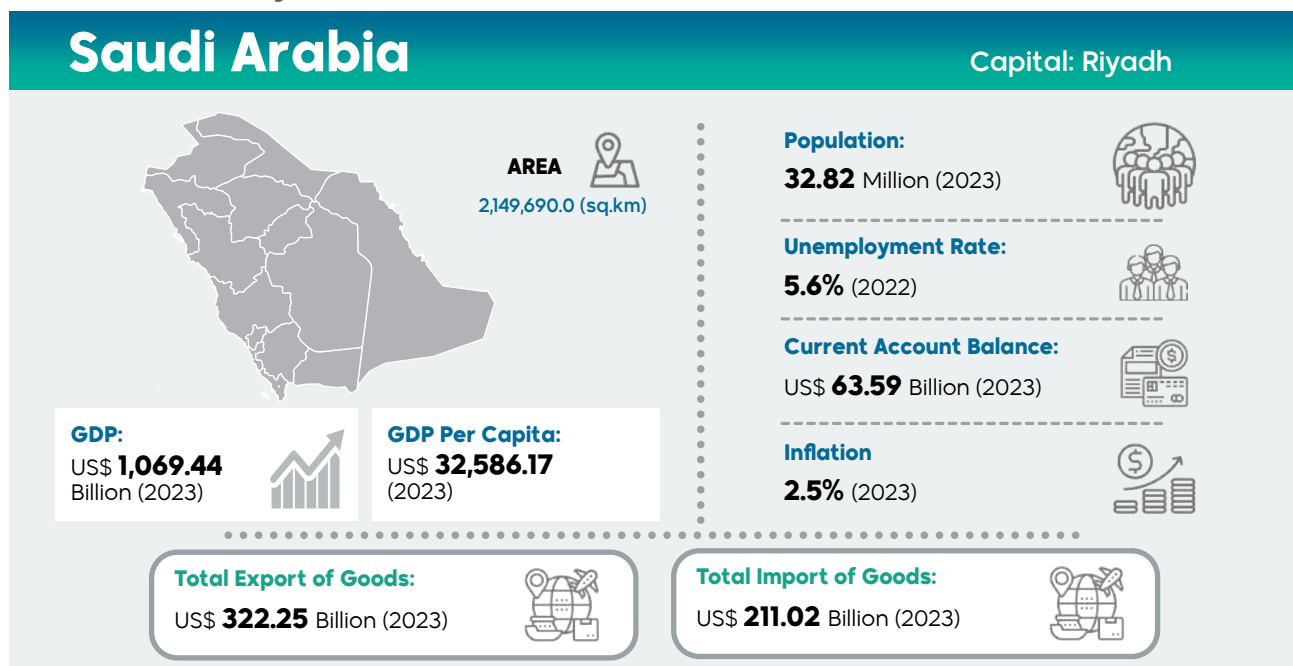 Saudi Arabia
Capital: Riyadh
AREA
2,149,690.0 (sq.km)
GDP:
US$ 1,069.44
Billion (2023)
GDP Per Capita:
US$ 32,586.17
(2023)
Population:
32.82 Million (2023)
Unemployment Rate:
5.6% (2022)
Current Account Balance:
US$ 63.59 Billion (2023)
Inflation
2.5% (2023)
Total Export of Goods:
US$ 322.25 Billion (2023)
Total Import of Goods:
US$ 211.02 Billion (2023)